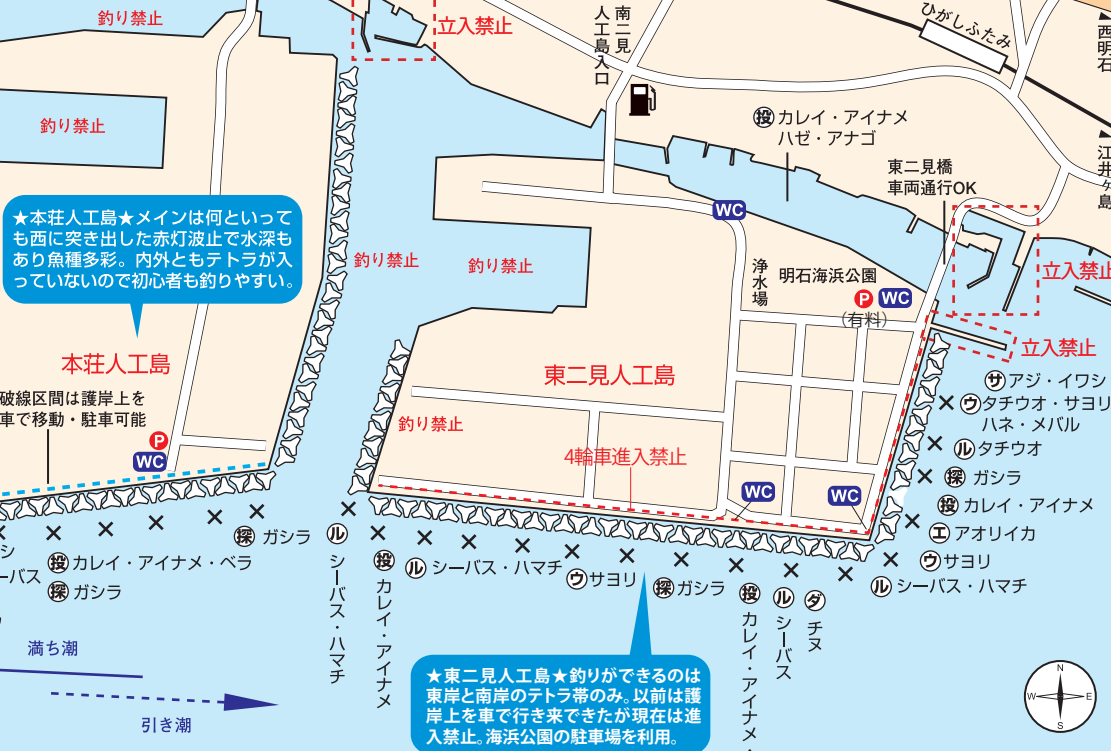 釣り禁止
立入禁止
南二見
人工島入口
ひがしふたみ
西明石
釣り禁止
投 カレイ・アイナメ
ハゼ・アナゴ
江井ヶ島
東二見橋
車両通行OK
★本荘人工島★メインは何といって
も西に突き出した赤灯波止で水深も
あり魚種多彩。内外ともテトラが入
っていないので初心者も釣りやすい。
WC
釣り禁止
釣り禁止
浄水場
明石海浜公園
P WC
(有料)
立入禁止
立入禁止
本荘人工島
東二見人工島
破線区間は護岸上を
車で移動・駐車可能
P
WC
釣り禁止
4輪車進入禁止
WC
WC
サ アジ・イワシ
ウ タチウオ・サヨリ
ハネ・メバル
ル タチウオ
探 ガシラ
投 カレイ・アイナメ
エ アオリイカ
ウ サヨリ
ル シーバス・ハマチ
シ
ーバス
投 カレイ・アイナメ・ベラ
探 ガシラ
探 ガシラ
ル シーバス・ハマチ
投 カレイ・アイナメ
ル シーバス・ハマチ
ウ サヨリ
探 ガシラ
投 カレイ・アイナメ・
ル シーバス
ダ チヌ
満ち潮
引き潮
★東二見人工島★釣りができるのは
東岸と南岸のテトラ帯のみ。以前は護
岸上を車で行き来できたが現在は進
入禁止。海浜公園の駐車場を利用。
N
W E
S